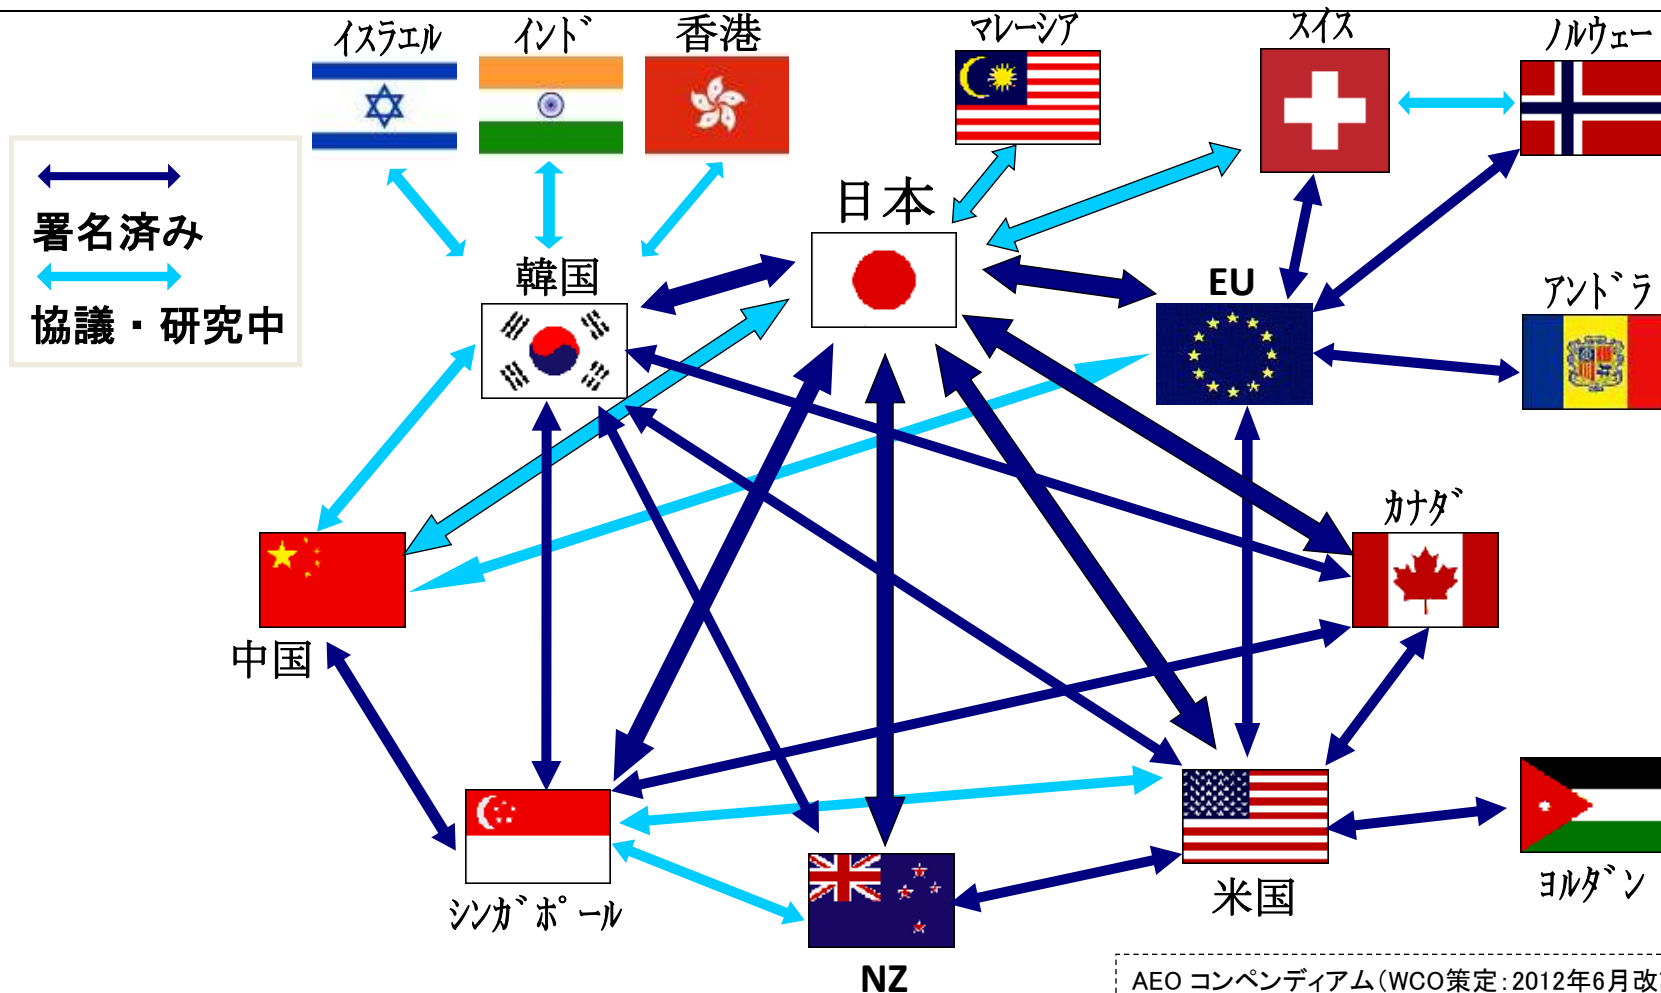 イスラエル
インド
香港
マレーシア
スイス
ノルウェー
署名済み
協議・研究中
日本
韓国
EU
アンドラ
カナダ
中国
シンガポール
NZ
米国
ヨルダン
AEO コンペンディアム(WCO策定:2012年6月改